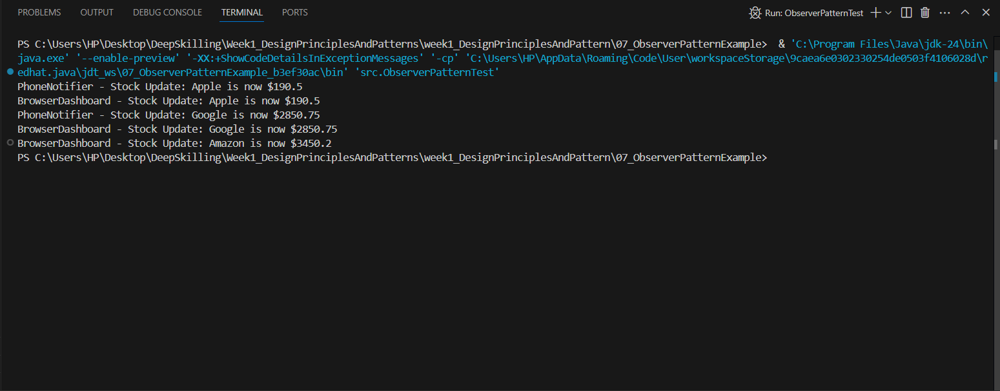 PROBLEMS OUTPUT DEBUG CONSOLE TERMINAL PORTS Run: ObserverPatternTest
PS C:\Users\HP\Desktop\DeepSkilling\Week1_DesignPrinciplesAndPatterns\week1_DesignPrinciplesAndPattern\07_ObserverPatternExample>  & 'C:\Program Files\Java\jdk-24\bin\
java.exe' '--enable-preview' '-XX:+ShowCodeDetailsInExceptionMessages' '-cp' 'C:\Users\HP\AppData\Roaming\Code\User\workspaceStorage\9caea6e0302330254de0503f4106028d\r
edhat.java\jdt_ws\07_ObserverPatternExample_b3ef30ac\bin' 'src.ObserverPatternTest'
PhoneNotifier - Stock Update: Apple is now $190.5
BrowserDashboard - Stock Update: Apple is now $190.5
PhoneNotifier - Stock Update: Google is now $2850.75
BrowserDashboard - Stock Update: Google is now $2850.75
BrowserDashboard - Stock Update: Amazon is now $3450.2
PS C:\Users\HP\Desktop\DeepSkilling\Week1_DesignPrinciplesAndPatterns\week1_DesignPrinciplesAndPattern\07_ObserverPatternExample>